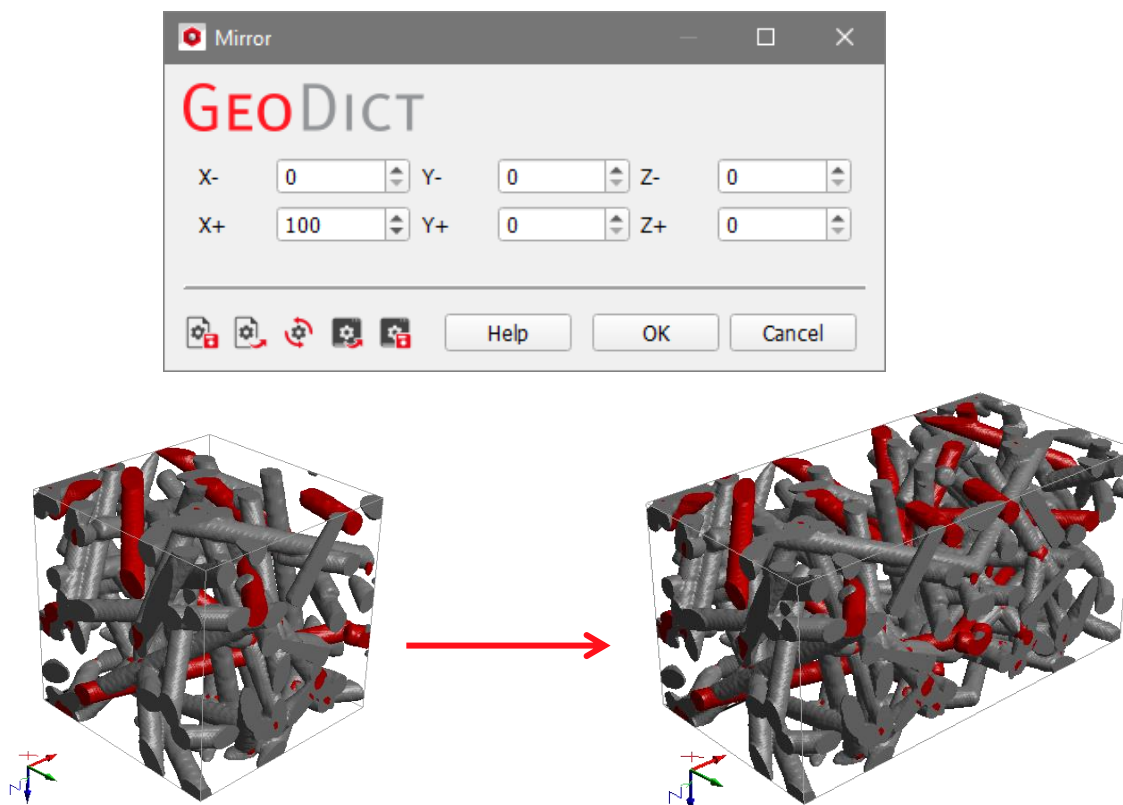 Mirror
GEODICT
X- 0 Y- 0 Z- 0
X+ 100 Y+ 0 Z+ 0
Help OK Cancel
Z
Z